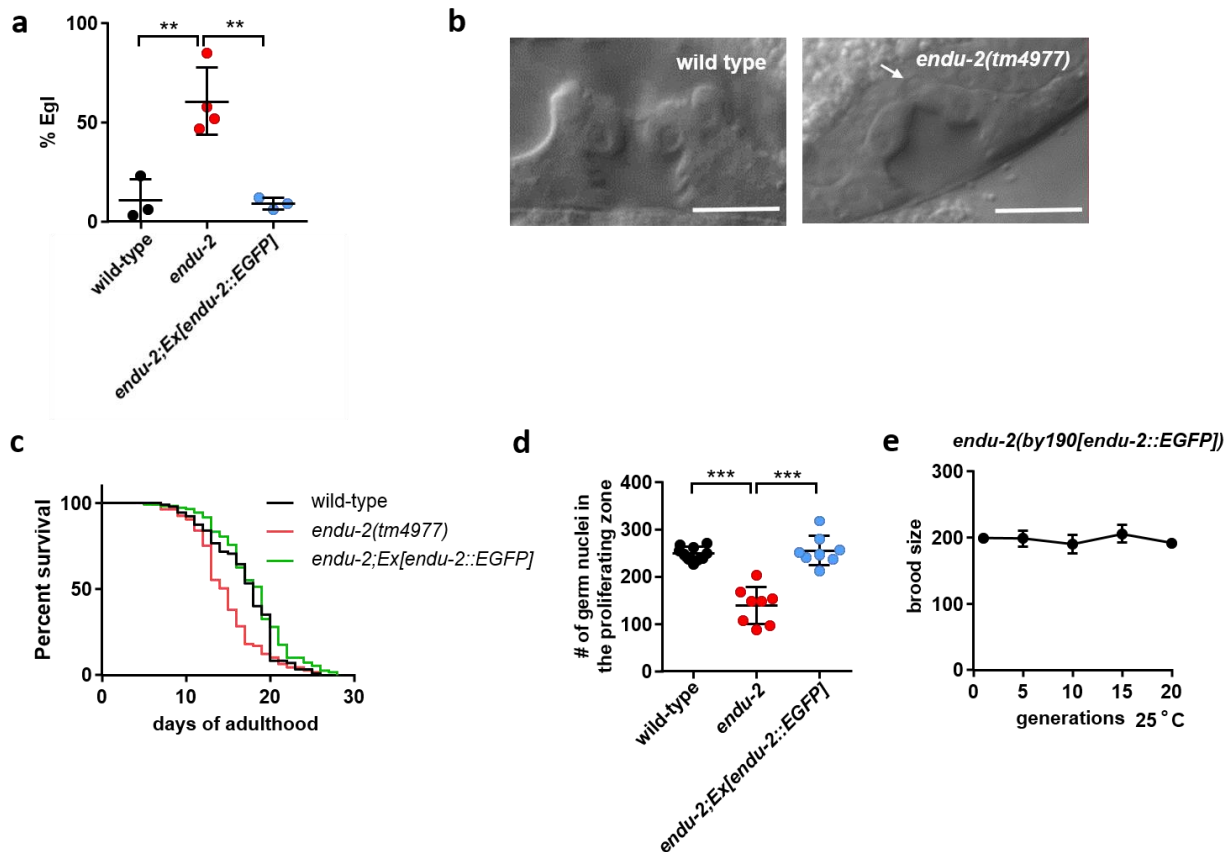 a
% Egl
100
50
0
**
**
wild-type
endu-2
endu-2;Ex[endu-2::EGFP]
b
wild type
endu-2(tm4977)
c
Percent survival
100
50
0
0
10
20
30
days of adulthood
wild-type
endu-2(tm4977)
endu-2;Ex[endu-2::EGFP]
d
# of germ nuclei in
the proliferating zone
400
300
200
100
0
***
***
wild-type
endu-2
endu-2;Ex[endu-2::EGFP]
e
endu-2(by190[endu-2::EGFP])
brood size
300
200
100
0
0
5
10
15
20
generations 25°C